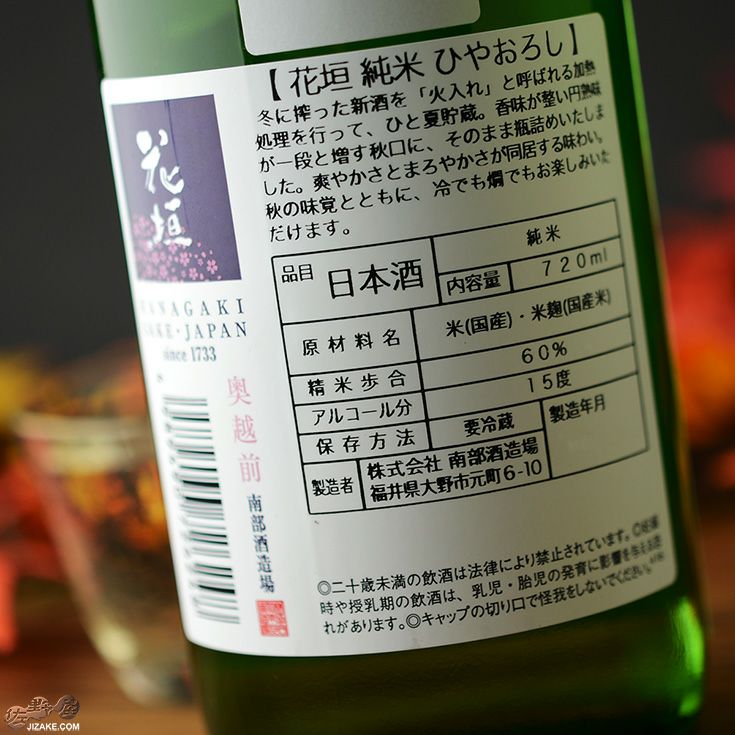 【 花垣 純米 ひやおろし】
冬に搾った新酒を「火入れ」と呼ばれる加熱
処理を行って、ひと夏貯蔵。香味が整い円熟味
が一段と増す秋口に、そのまま瓶詰めいたしま
した。爽やかさとまろやかさが同居する味わい。
秋の味覚とともに、冷でも燗でもお楽しみいた
だけます。
品目 日本酒 純米
内容量 720ml
原材料名 米(国産)・米麹(国産米)
精米歩合 60%
アルコール分 15度
保存方法 要冷蔵 製造年月
製造者 株式会社 南部酒造場
福井県大野市元町6-10
◎二十歳未満の飲酒は法律により禁止されています。◎妊娠
時や授乳期の飲酒は、乳児・胎児の発育に影響を与える恐
れがあります。◎キャップの切り口で怪我をしないでください。
花垣
HANAGAKI
SAKE・JAPAN
since 1733
奥越前
南部酒造場
佐野屋
JIZAKE.COM